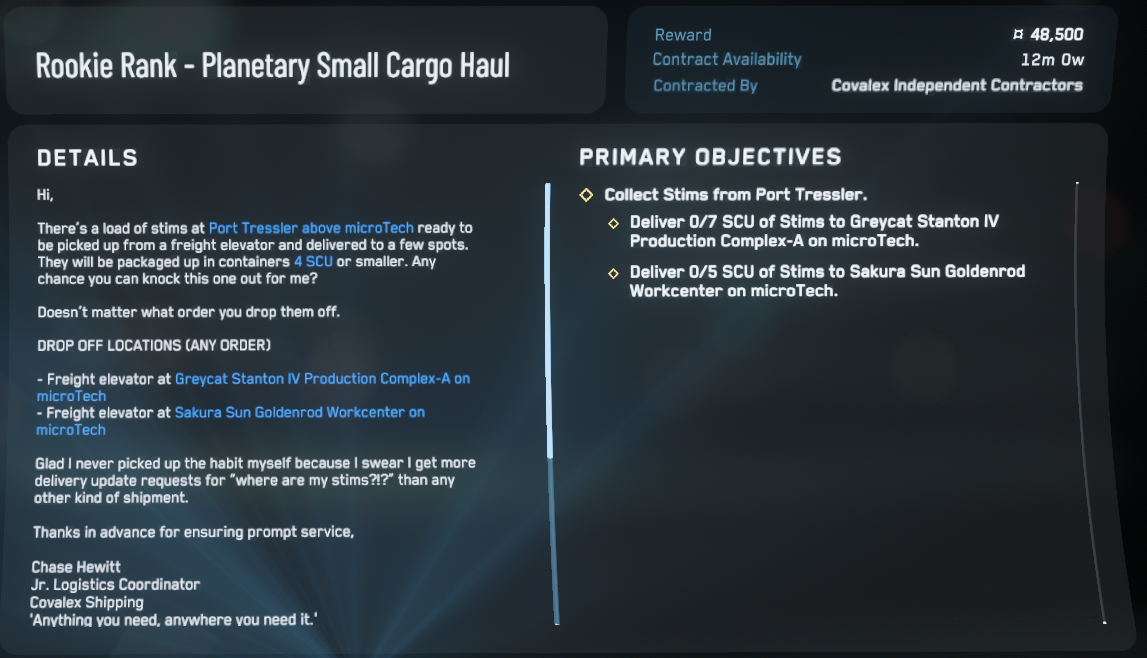 Rookie Rank - Planetary Small Cargo Haul
Reward ¤ 48,500
Contract Availability 12m 0w
Contracted By Covalex Independent Contractors
DETAILS
Hi,
There's a load of stims at Port Tressler above microTech ready to
be picked up from a freight elevator and delivered to a few spots.
They will be packaged up in containers 4 SCU or smaller. Any
chance you can knock this one out for me?
Doesn't matter what order you drop them off.
DROP OFF LOCATIONS (ANY ORDER)
- Freight elevator at Greycat Stanton IV Production Complex-A on
microTech
- Freight elevator at Sakura Sun Goldenrod Workcenter on
microTech
Glad I never picked up the habit myself because I swear I get more
delivery update requests for "where are my stims?!?" than any
other kind of shipment.
Thanks in advance for ensuring prompt service,
Chase Hewitt
Jr. Logistics Coordinator
Covalex Shipping
'Anything you need, anywhere you need it.'
PRIMARY OBJECTIVES
Collect Stims from Port Tressler.
Deliver 0/7 SCU of Stims to Greycat Stanton IV
Production Complex-A on microTech.
Deliver 0/5 SCU of Stims to Sakura Sun Goldenrod
Workcenter on microTech.